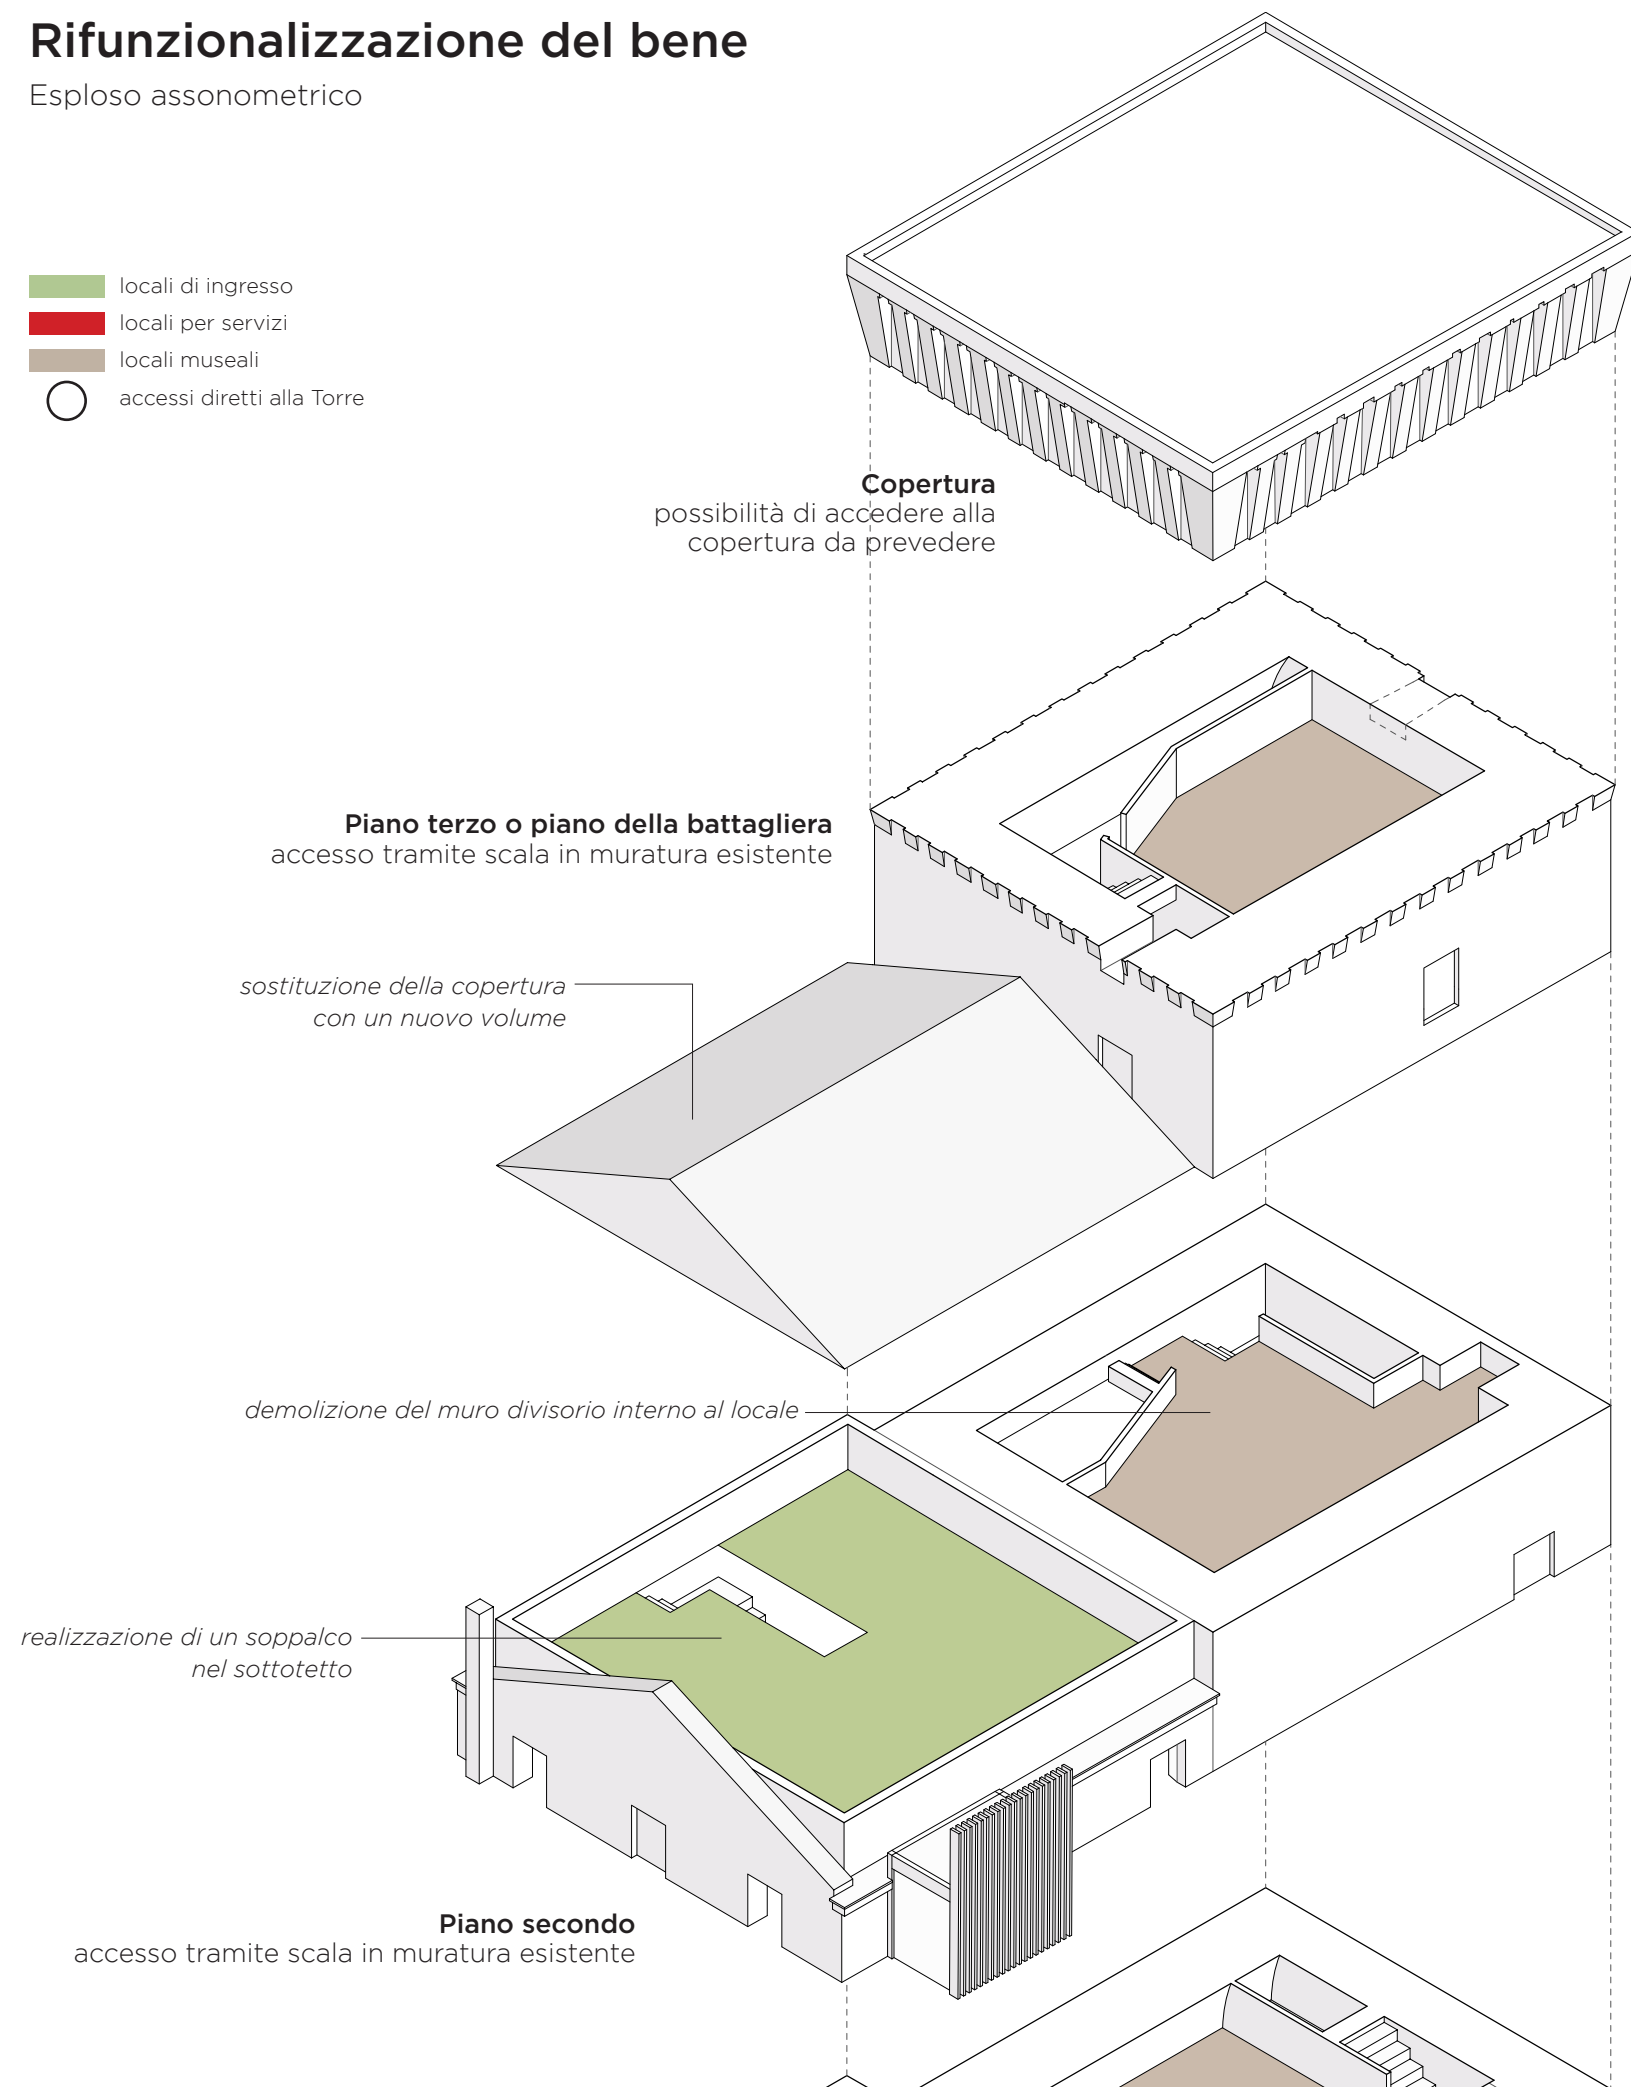 Rifunzionalizzazione del bene
Esploso assonometrico
locali di ingresso
locali per servizi
locali museali
accessi diretti alla Torre
Copertura
possibilità di accedere alla
copertura da prevedere
Piano terzo o piano della battagliera
accesso tramite scala in muratura esistente
sostituzione della copertura
con un nuovo volume
demolizione del muro divisorio interno al locale
realizzazione di un soppalco
nel sottotetto
Piano secondo
accesso tramite scala in muratura esistente